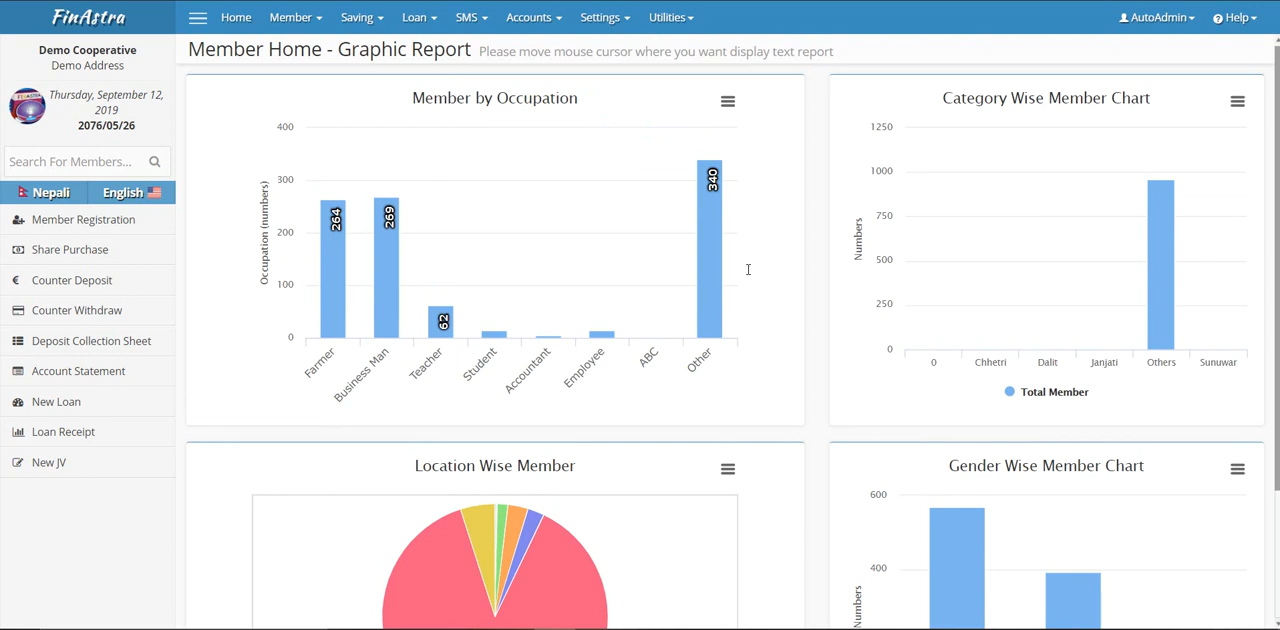 FinAstra
Home Member Saving Loan SMS Accounts Settings Utilities AutoAdmin Help
Demo Cooperative
Demo Address
Thursday, September 12,
2019
2076/05/26
Search For Members...
Nepali English
Member Registration
Share Purchase
Counter Deposit
Counter Withdraw
Deposit Collection Sheet
Account Statement
New Loan
Loan Receipt
New JV
Member Home - Graphic Report Please move mouse cursor where you want display text report
Member by Occupation
Occupation (numbers)
400
300
200
100
0
264
269
62
340
Farmer
Business Man
Teacher
Student
Accountant
Employee
ABC
Other
Category Wise Member Chart
Numbers
1250
1000
750
500
250
0
0 Chhetri Dalit Janjati Others Sunuwar
Total Member
Location Wise Member
Gender Wise Member Chart
600
400
Numbers